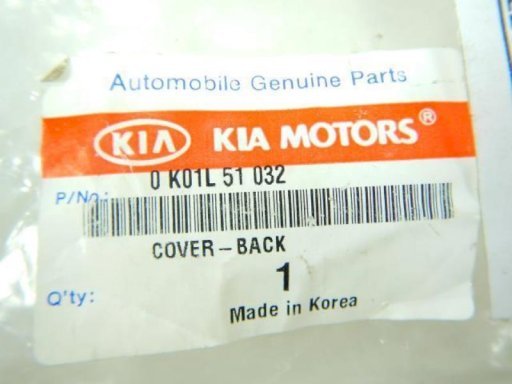 Automobile Genuine Parts
KIA KIA MOTORS®
P/No.: 0 K01L 51 032
COVER-BACK
Q'ty: 1
Made in Korea